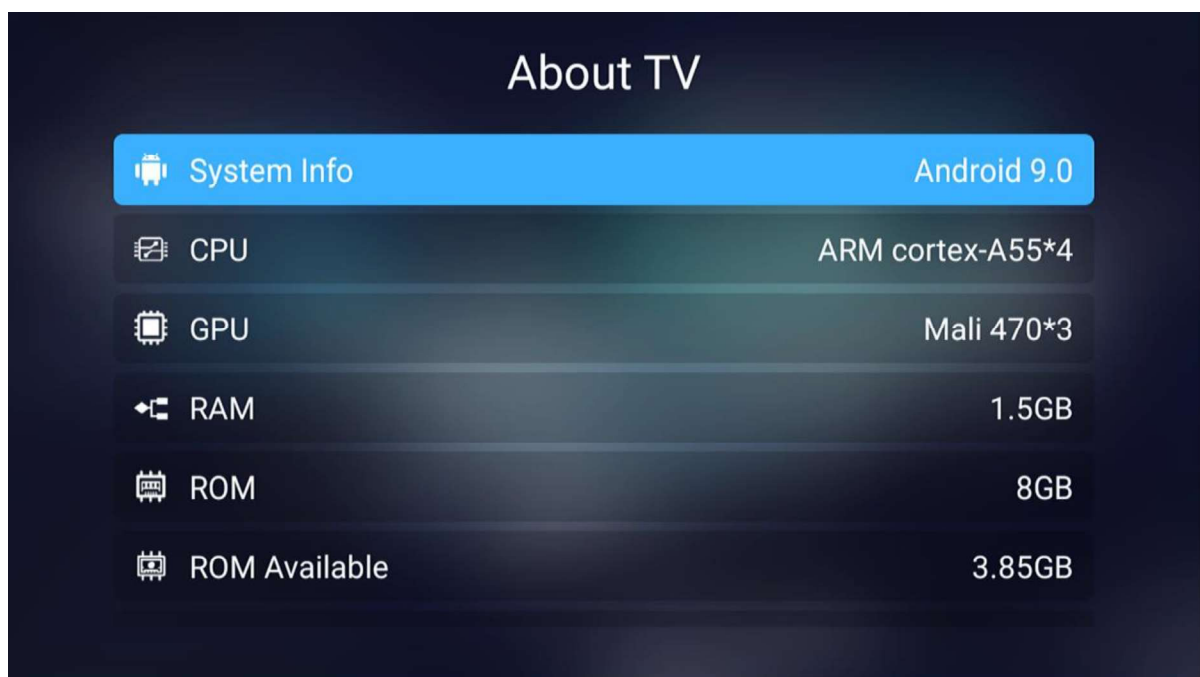 About TV
System Info Android 9.0
CPU ARM cortex-A55*4
GPU Mali 470*3
RAM 1.5GB
ROM 8GB
ROM Available 3.85GB